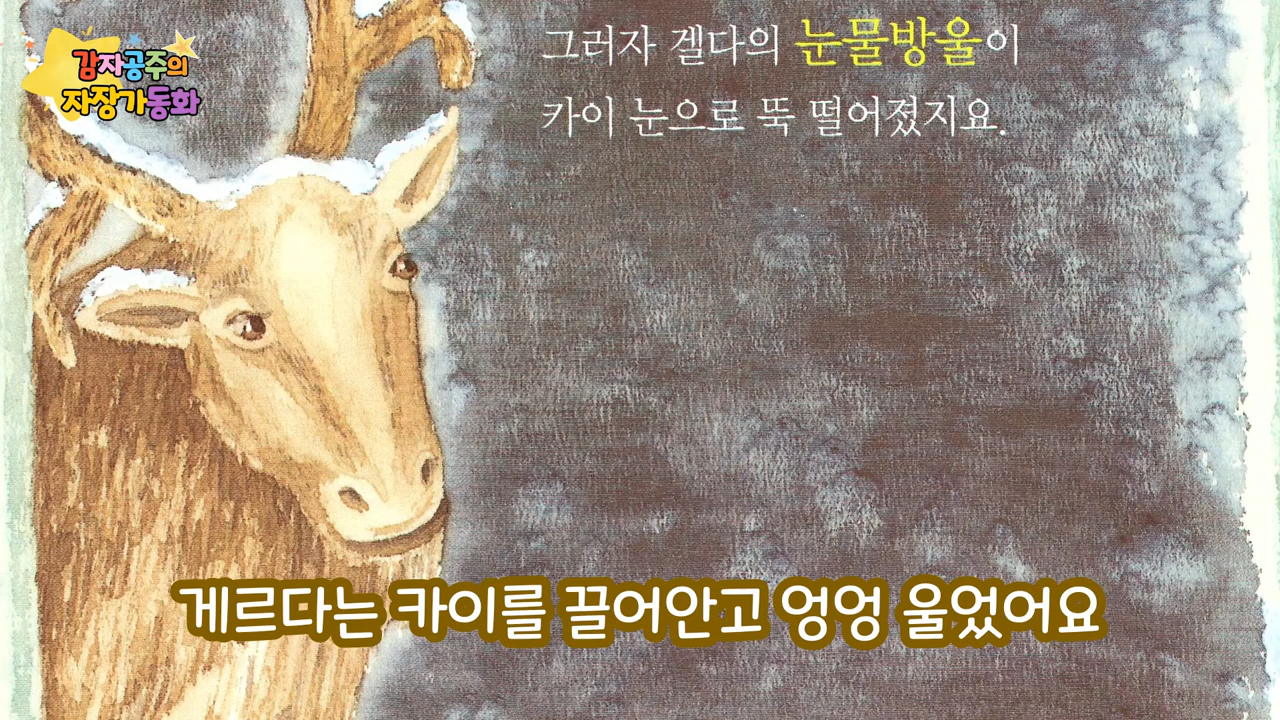 감자공주의
자장가동화
그러자 겔다의 눈물방울이
카이 눈으로 뚝 떨어졌지요.
게르다는 카이를 끌어안고 엉엉 울었어요